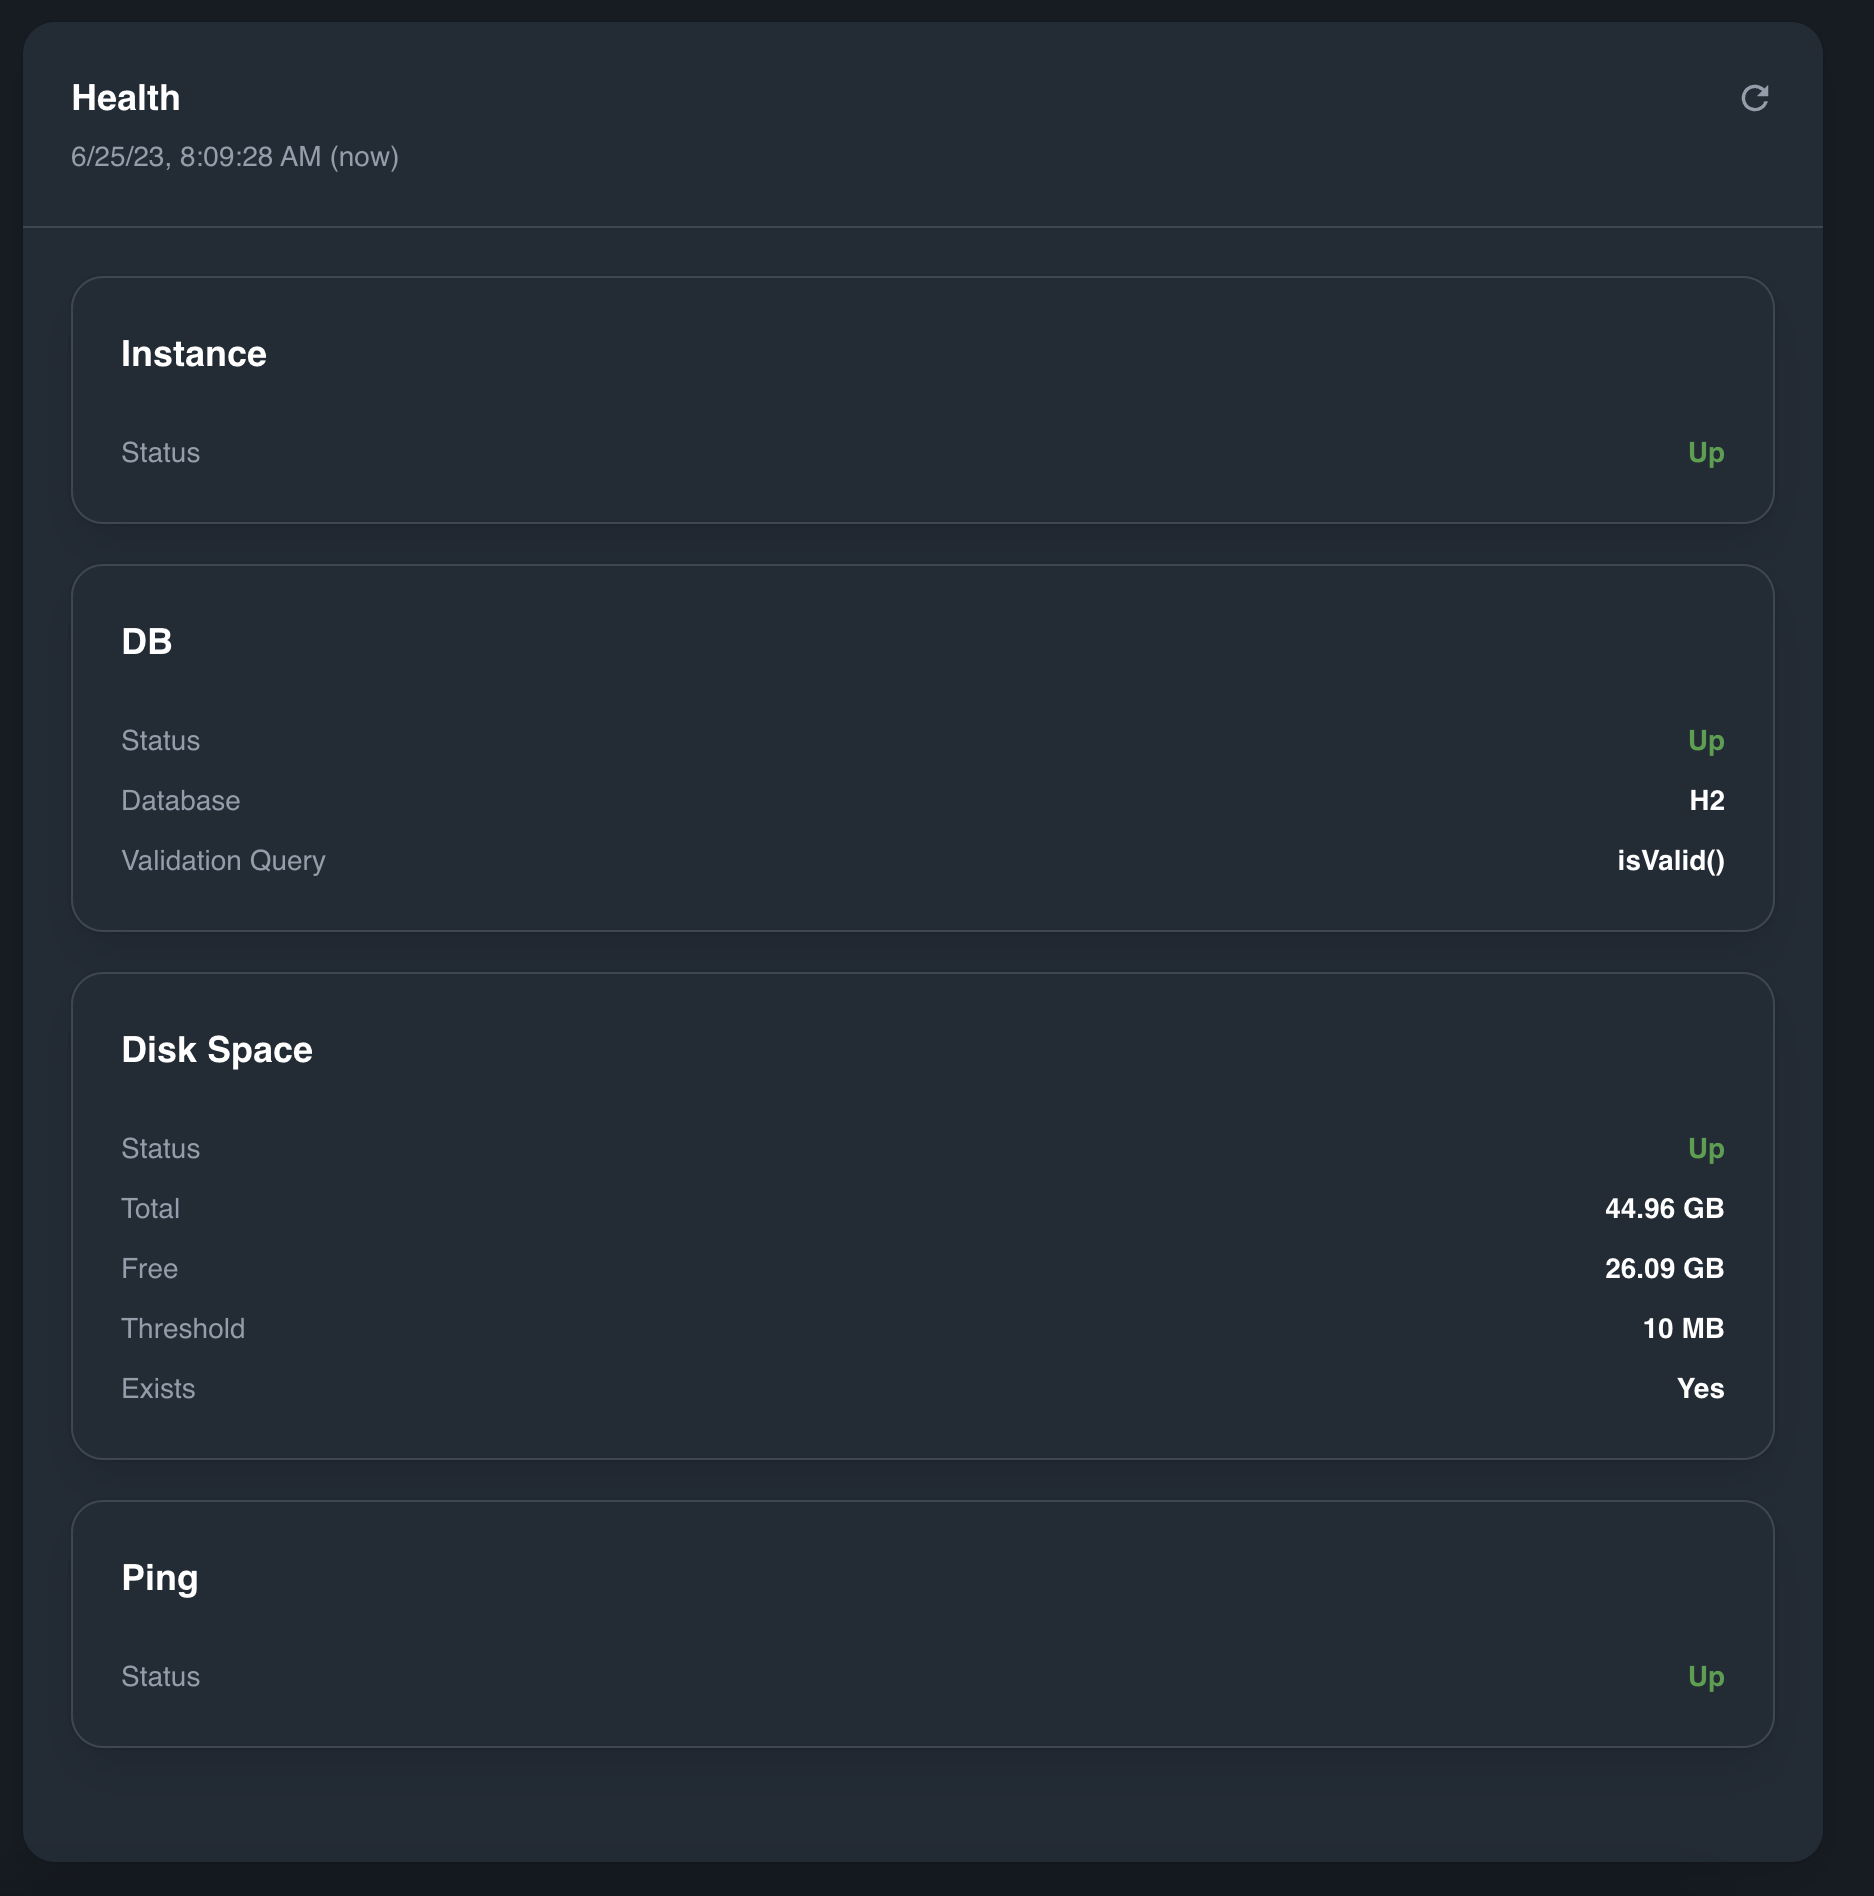 Health
6/25/23, 8:09:28 AM (now)
Instance
Status Up
DB
Status Up
Database H2
Validation Query isValid()
Disk Space
Status Up
Total 44.96 GB
Free 26.09 GB
Threshold 10 MB
Exists Yes
Ping
Status Up